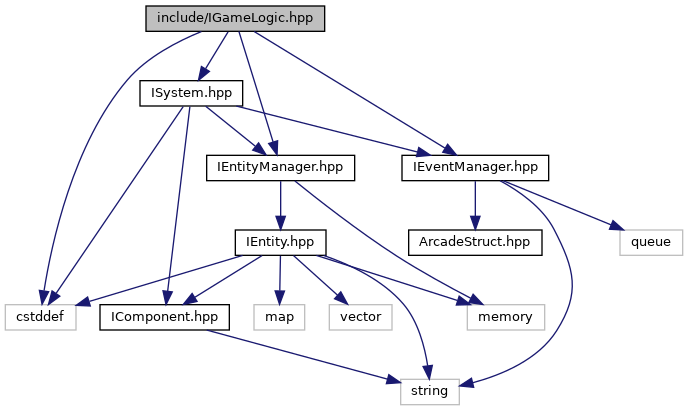 include/IGameLogic.hpp
ISystem.hpp
IEntityManager.hpp
IEventManager.hpp
IEntity.hpp
ArcadeStruct.hpp
queue
cstddef
IComponent.hpp
map
vector
memory
string